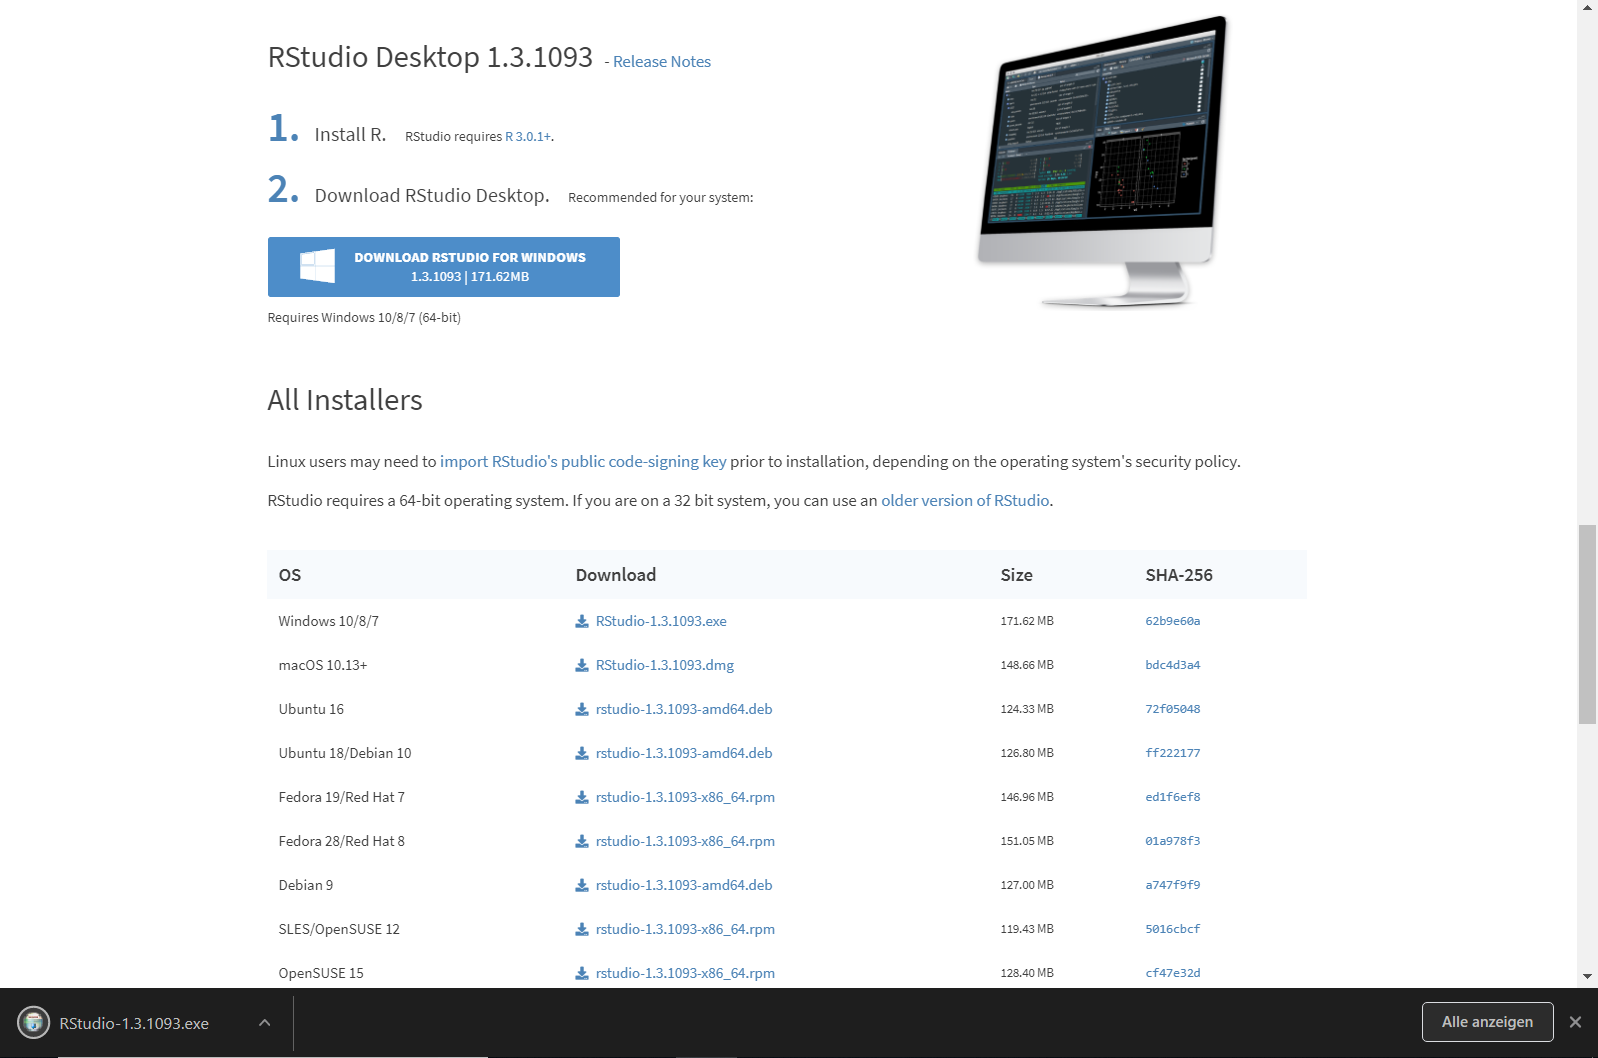 RStudio Desktop 1.3.1093 - Release Notes
1. Install R. RStudio requires R 3.0.1+.
2. Download RStudio Desktop. Recommended for your system:
DOWNLOAD RSTUDIO FOR WINDOWS
1.3.1093 | 171.62MB
Requires Windows 10/8/7 (64-bit)
All Installers
Linux users may need to import RStudio's public code-signing key prior to installation, depending on the operating system's security policy.
RStudio requires a 64-bit operating system. If you are on a 32 bit system, you can use an older version of RStudio.
OS Download Size SHA-256
Windows 10/8/7 RStudio-1.3.1093.exe 171.62 MB 62b9e60a
macOS 10.13+ RStudio-1.3.1093.dmg 148.66 MB bdc4d3a4
Ubuntu 16 rstudio-1.3.1093-amd64.deb 124.33 MB 72f05048
Ubuntu 18/Debian 10 rstudio-1.3.1093-amd64.deb 126.80 MB ff222177
Fedora 19/Red Hat 7 rstudio-1.3.1093-x86_64.rpm 146.96 MB ed1f6ef8
Fedora 28/Red Hat 8 rstudio-1.3.1093-x86_64.rpm 151.05 MB 01a978f3
Debian 9 rstudio-1.3.1093-amd64.deb 127.00 MB a747f9f9
SLES/OpenSUSE 12 rstudio-1.3.1093-x86_64.rpm 119.43 MB 5016cbcf
OpenSUSE 15 rstudio-1.3.1093-x86_64.rpm 128.40 MB cf47e32d
RStudio-1.3.1093.exe Alle anzeigen